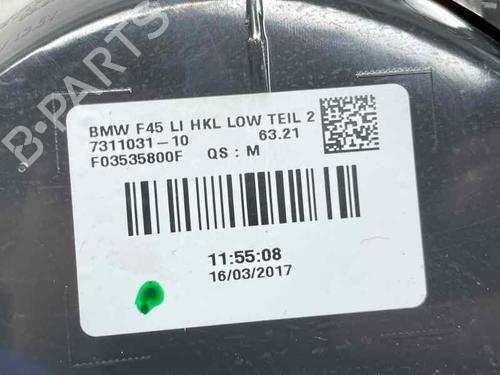 BMW F45 LI HKL LOW TEIL 2
7311031-10 63.21
F03535800F QS : M
11:55:08
16/03/2017
B-PARTS